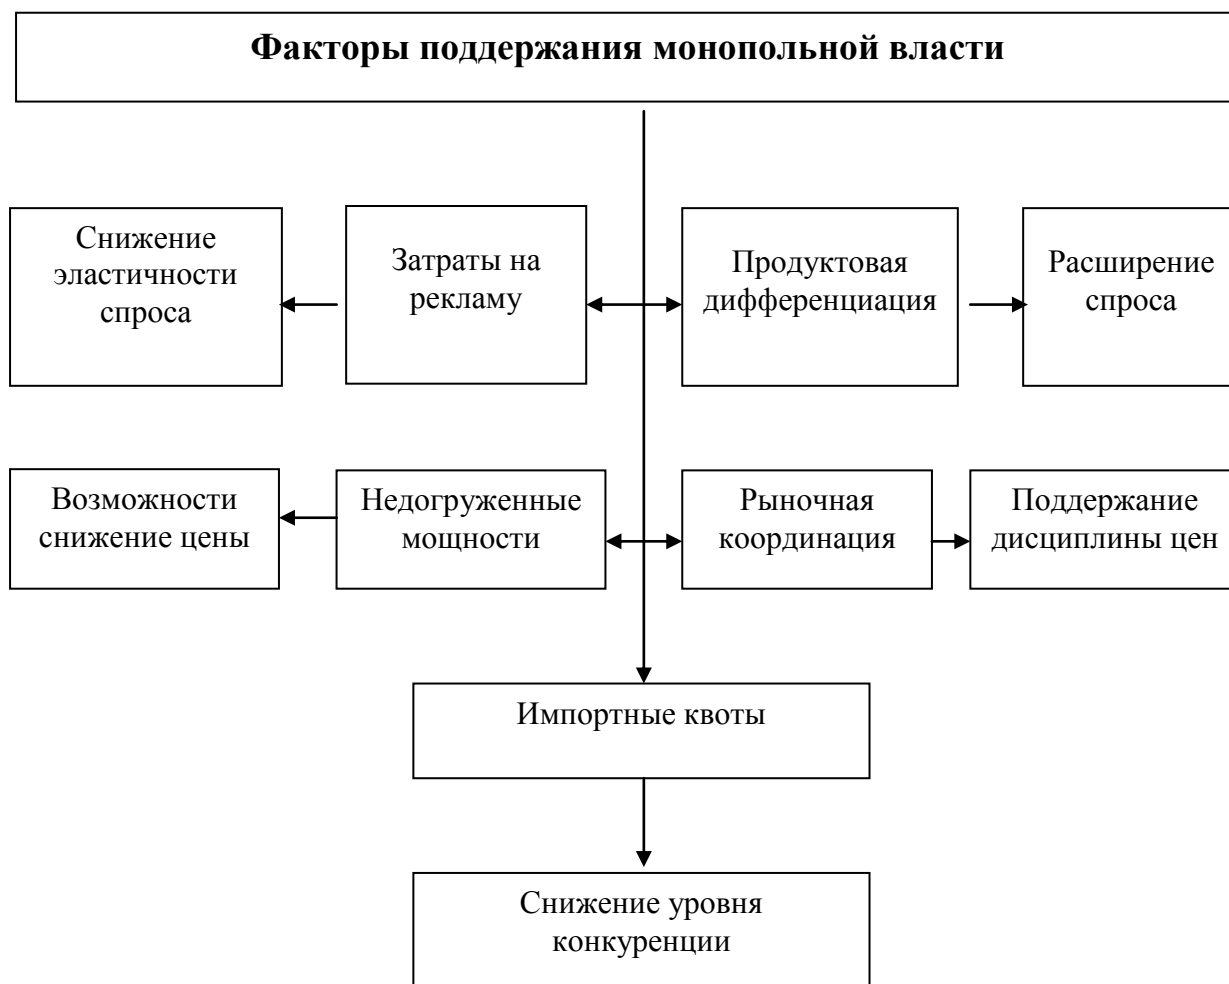 Факторы поддержания монопольной власти
Снижение
эластичности
спроса
Затраты на
рекламу
Продуктовая
дифференциация
Расширение
спроса
Возможности
снижение цены
Недогруженные
мощности
Рыночная
координация
Поддержание
дисциплины цен
Импортные квоты
Снижение уровня
конкуренции